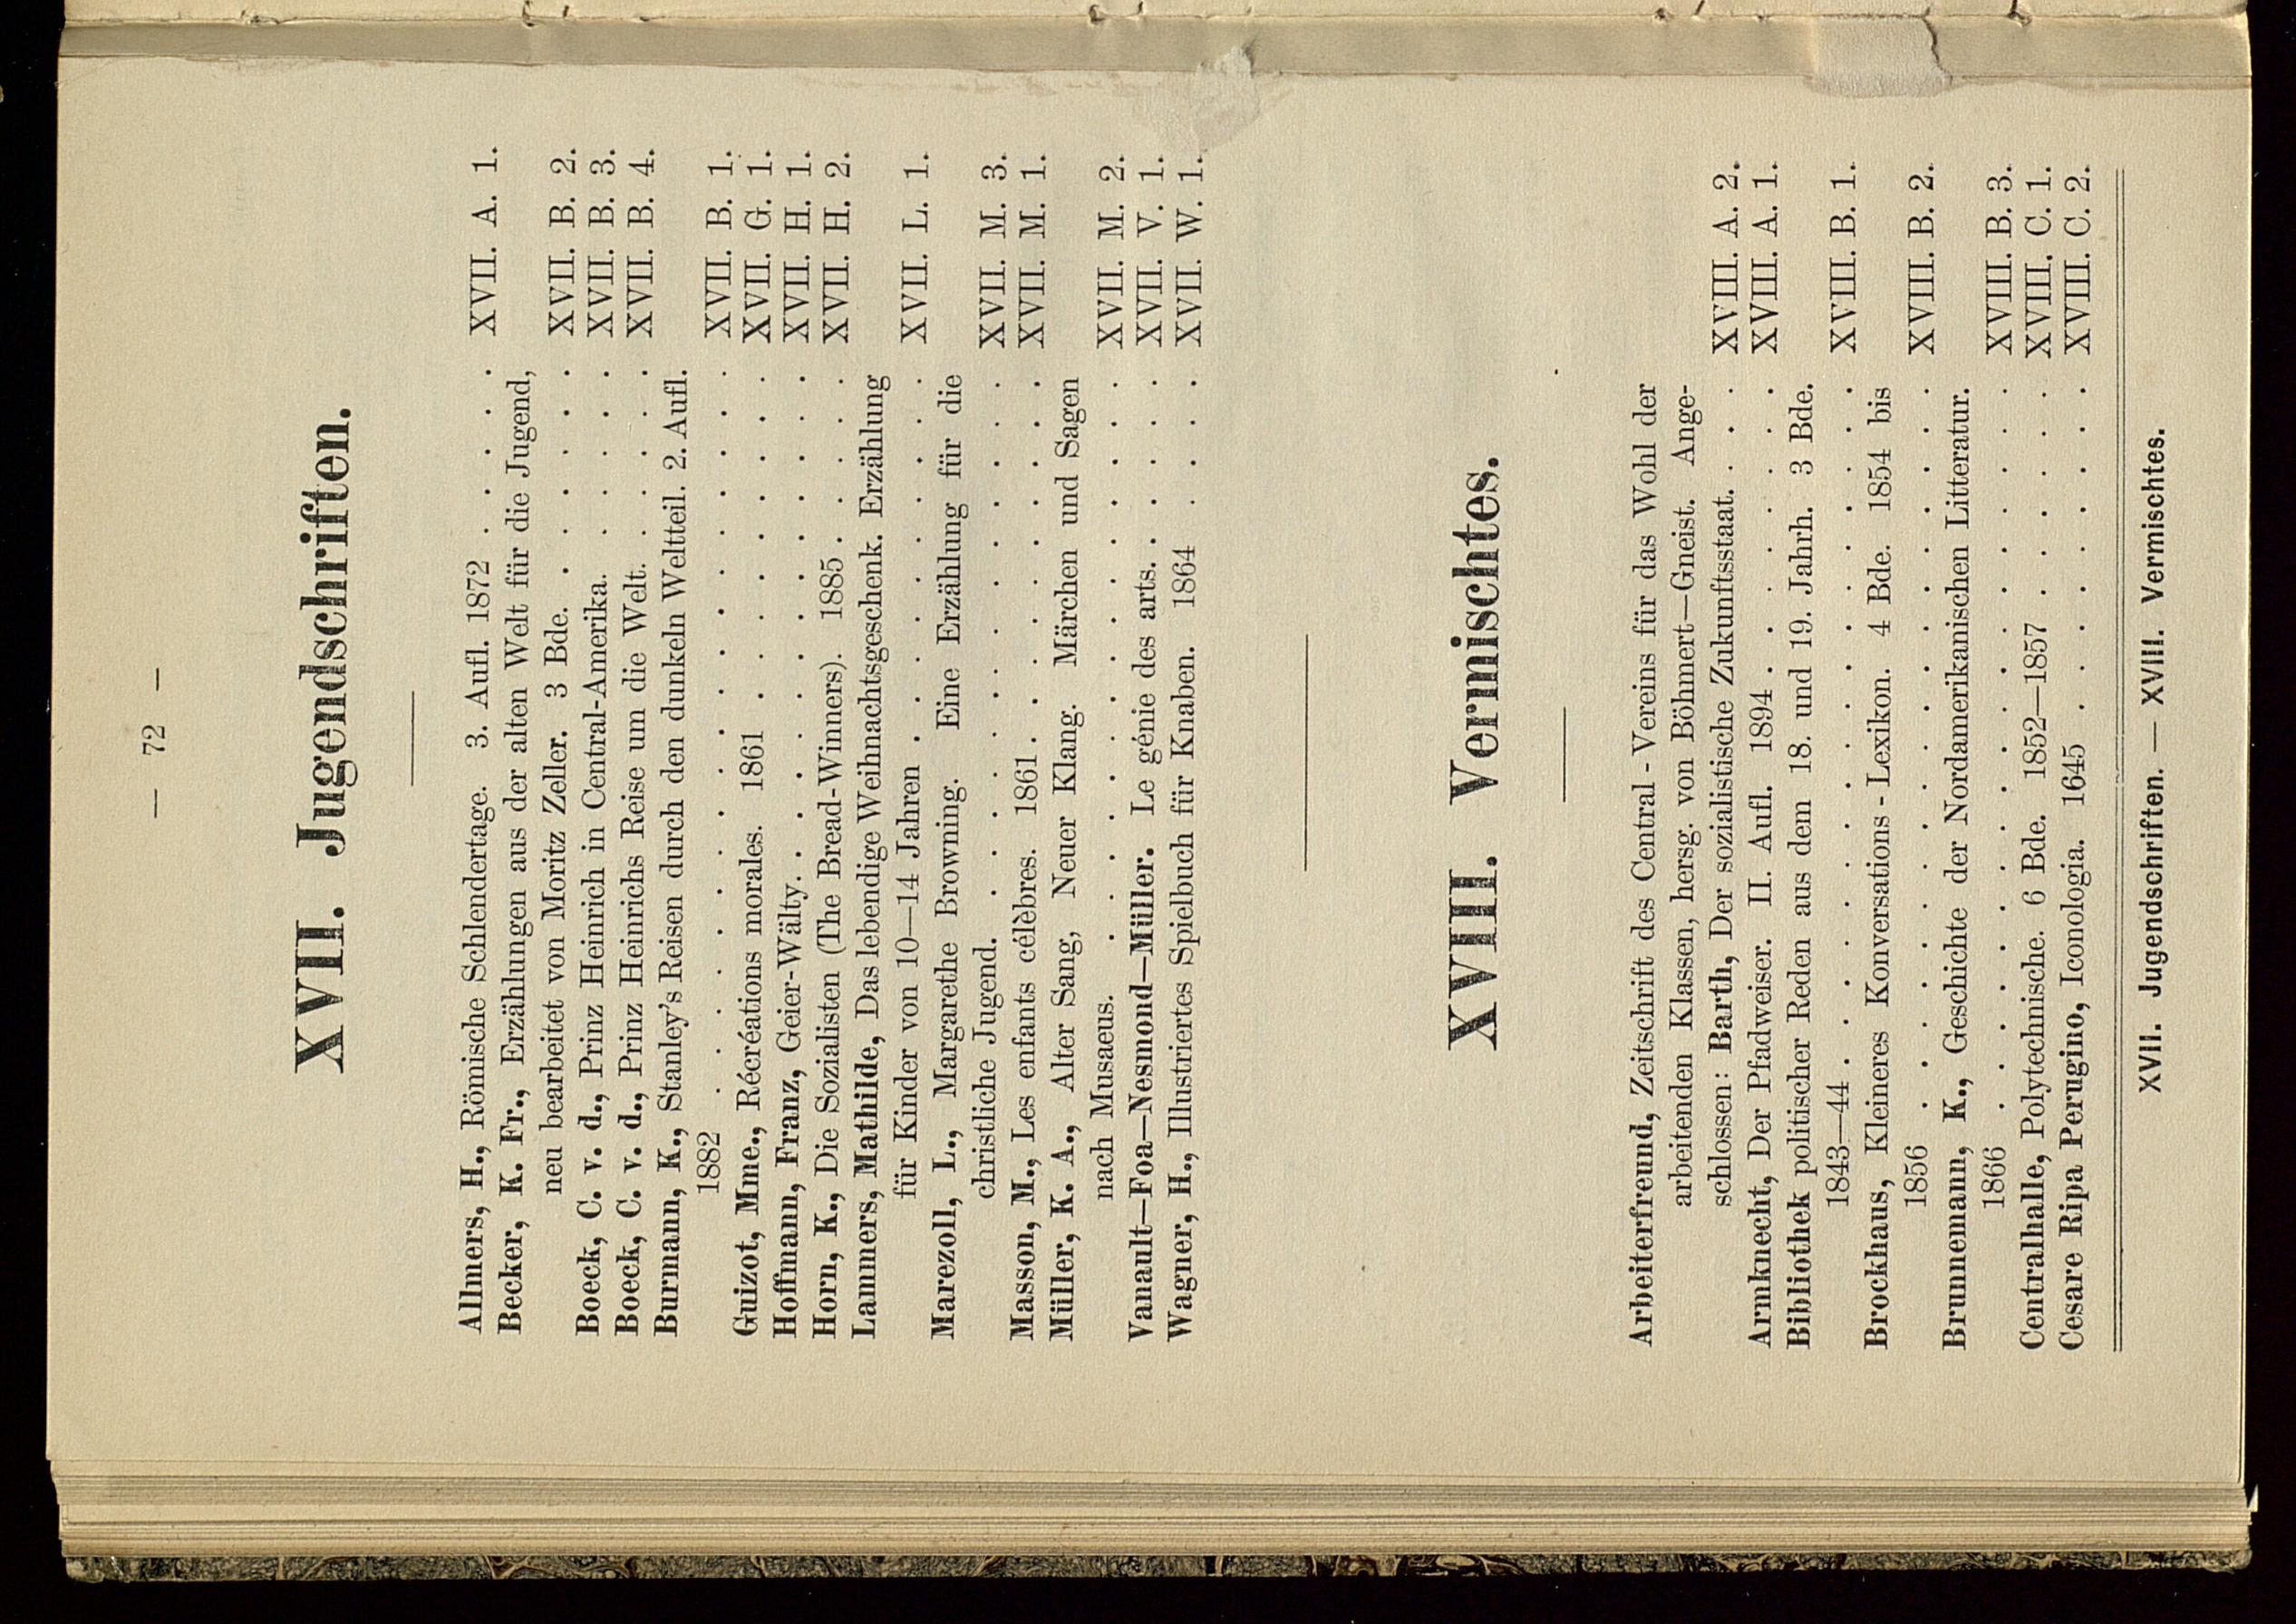 — 72 —
XVII. Jugendschriften.
Allmers, H., Römische Schlendertage. 3. Aufl. 1872 . . . . . XVII. A. 1.
Becker, K. Fr., Erzählungen aus der alten Welt für die Jugend,
neu bearbeitet von Moritz Zeller. 3 Bde. . . . . . . XVII. B. 2.
Boeck, C. v. d., Prinz Heinrich in Central-Amerika. . . . . . XVII. B. 3.
Boeck, C. v. d., Prinz Heinrichs Reise um die Welt. . . . . . XVII. B. 4.
Burmann, K., Stanley's Reisen durch den dunkeln Weltteil. 2. Aufl.
1882 . . . . . . . . . . . . . . . . . . . XVII. B. 1.
Guizot, Mme., Récréations morales. 1861 . . . . . . . . . XVII. G. 1.
Hoffmann, Franz, Geier-Wälty. . . . . . . . . . . . . . XVII. H. 1.
Horn, K., Die Sozialisten (The Bread-Winners). 1885 . . . . . XVII. H. 2.
Lammers, Mathilde, Das lebendige Weihnachtsgeschenk. Erzählung
für Kinder von 10—14 Jahren . . . . . . . . . . XVII. L. 1.
Marezoll, L., Margarethe Browning. Eine Erzählung für die
christliche Jugend. . . . . . . . . . . . . . . XVII. M. 3.
Masson, M., Les enfants célèbres. 1861 . . . . . . . . . . XVII. M. 1.
Müller, K. A., Alter Sang, Neuer Klang. Märchen und Sagen
nach Musaeus. . . . . . . . . . . . . . . . . XVII. M. 2.
Vanault—Foa—Nesmond—Müller. Le génie des arts. . . . . . XVII. V. 1.
Wagner, H., Illustriertes Spielbuch für Knaben. 1864 . . . . . XVII. W. 1.
XVIII. Vermischtes.
Arbeiterfreund, Zeitschrift des Central-Vereins für das Wohl der
arbeitenden Klassen, hersg. von Böhmert—Gneist. Ange-
schlossen: Barth, Der sozialistische Zukunftsstaat. . . . XVIII. A. 2.
Armknecht, Der Pfadweiser. II. Aufl. 1894 . . . . . . . . XVIII. A. 1.
Bibliothek politischer Reden aus dem 18. und 19. Jahrh. 3 Bde.
1843—44 . . . . . . . . . . . . . . . . . . XVIII. B. 1.
Brockhaus, Kleineres Konversations-Lexikon. 4 Bde. 1854 bis
1856 . . . . . . . . . . . . . . . . . . . XVIII. B. 2.
Brunnemann, K., Geschichte der Nordamerikanischen Litteratur.
1866 . . . . . . . . . . . . . . . . . . . XVIII. B. 3.
Centralhalle, Polytechnische. 6 Bde. 1852—1857 . . . . . . XVIII. C. 1.
Cesare Ripa Perugino, Iconologia. 1645 . . . . . . . . . XVIII. C. 2.
XVII. Jugendschriften. — XVIII. Vermischtes.